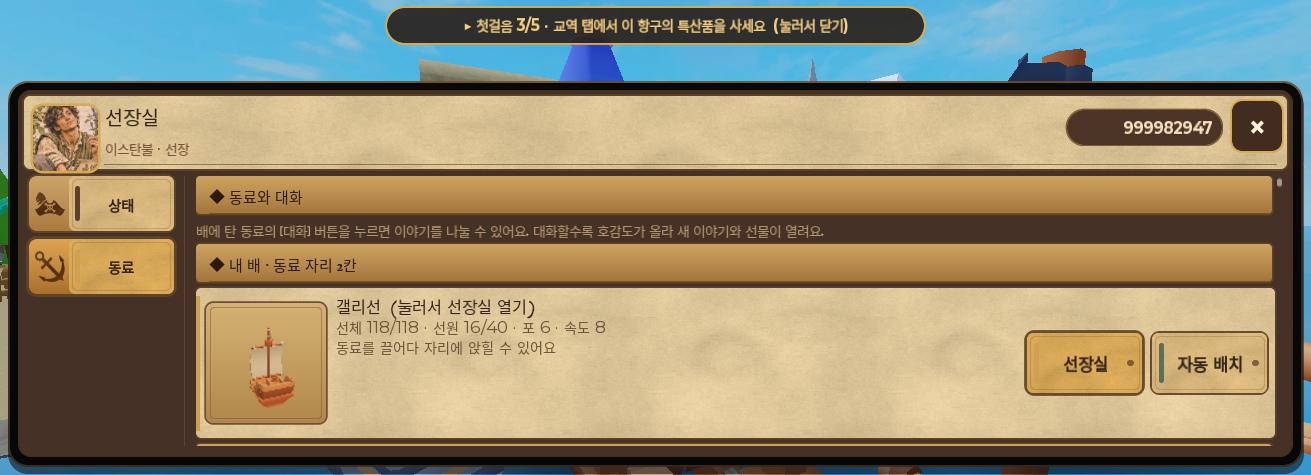 ▸ 첫걸음 3/5 · 교역 탭에서 이 항구의 특산품을 사세요 (눌러서 닫기)
선장실
이스탄불 · 선장
999982947
×
상태
동료
◆ 동료와 대화
배에 탄 동료의 [대화] 버튼을 누르면 이야기를 나눌 수 있어요. 대화할수록 호감도가 올라 새 이야기와 선물이 열려요.
◆ 내 배 · 동료 자리 2칸
갤리선 (눌러서 선장실 열기)
선체 118/118 · 선원 16/40 · 포 6 · 속도 8
동료를 끌어다 자리에 앉힐 수 있어요
선장실
자동 배치